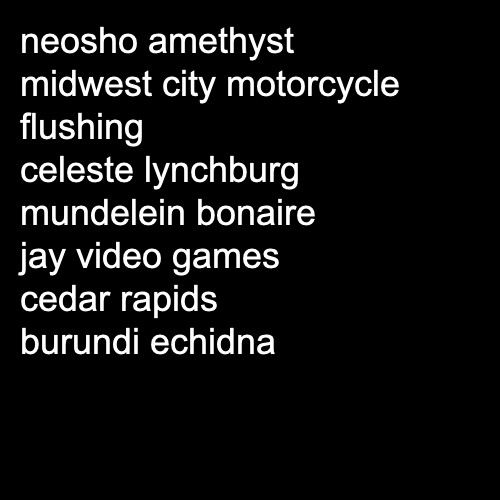 neosho amethyst
midwest city motorcycle
flushing
celeste lynchburg
mundelein bonaire
jay video games
cedar rapids
burundi echidna